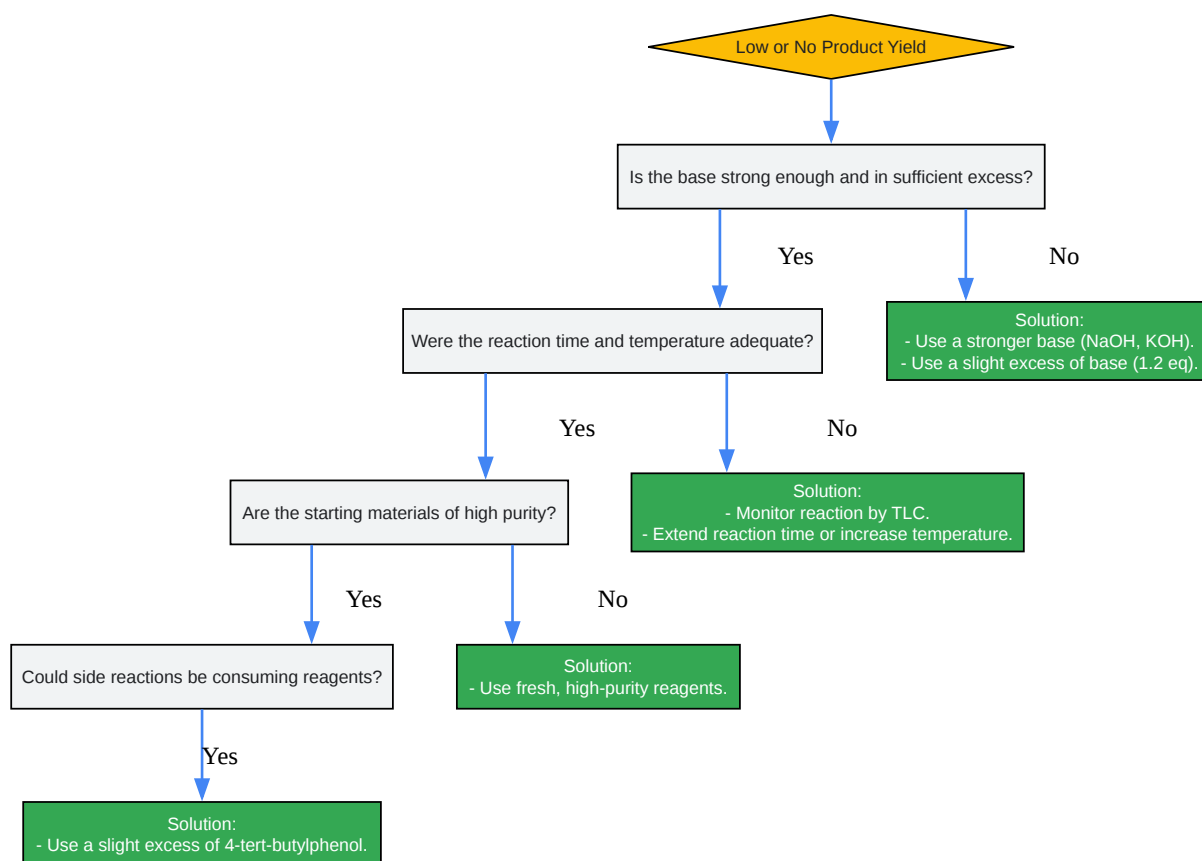 Low or No Product Yield
Is the base strong enough and in sufficient excess?
Yes
No
Were the reaction time and temperature adequate?
Solution:
- Use a stronger base (NaOH, KOH).
- Use a slight excess of base (1.2 eq).
Yes
No
Are the starting materials of high purity?
Solution:
- Monitor reaction by TLC.
- Extend reaction time or increase temperature.
Yes
No
Could side reactions be consuming reagents?
Solution:
- Use fresh, high-purity reagents.
Yes
Solution:
- Use a slight excess of 4-tert-butylphenol.